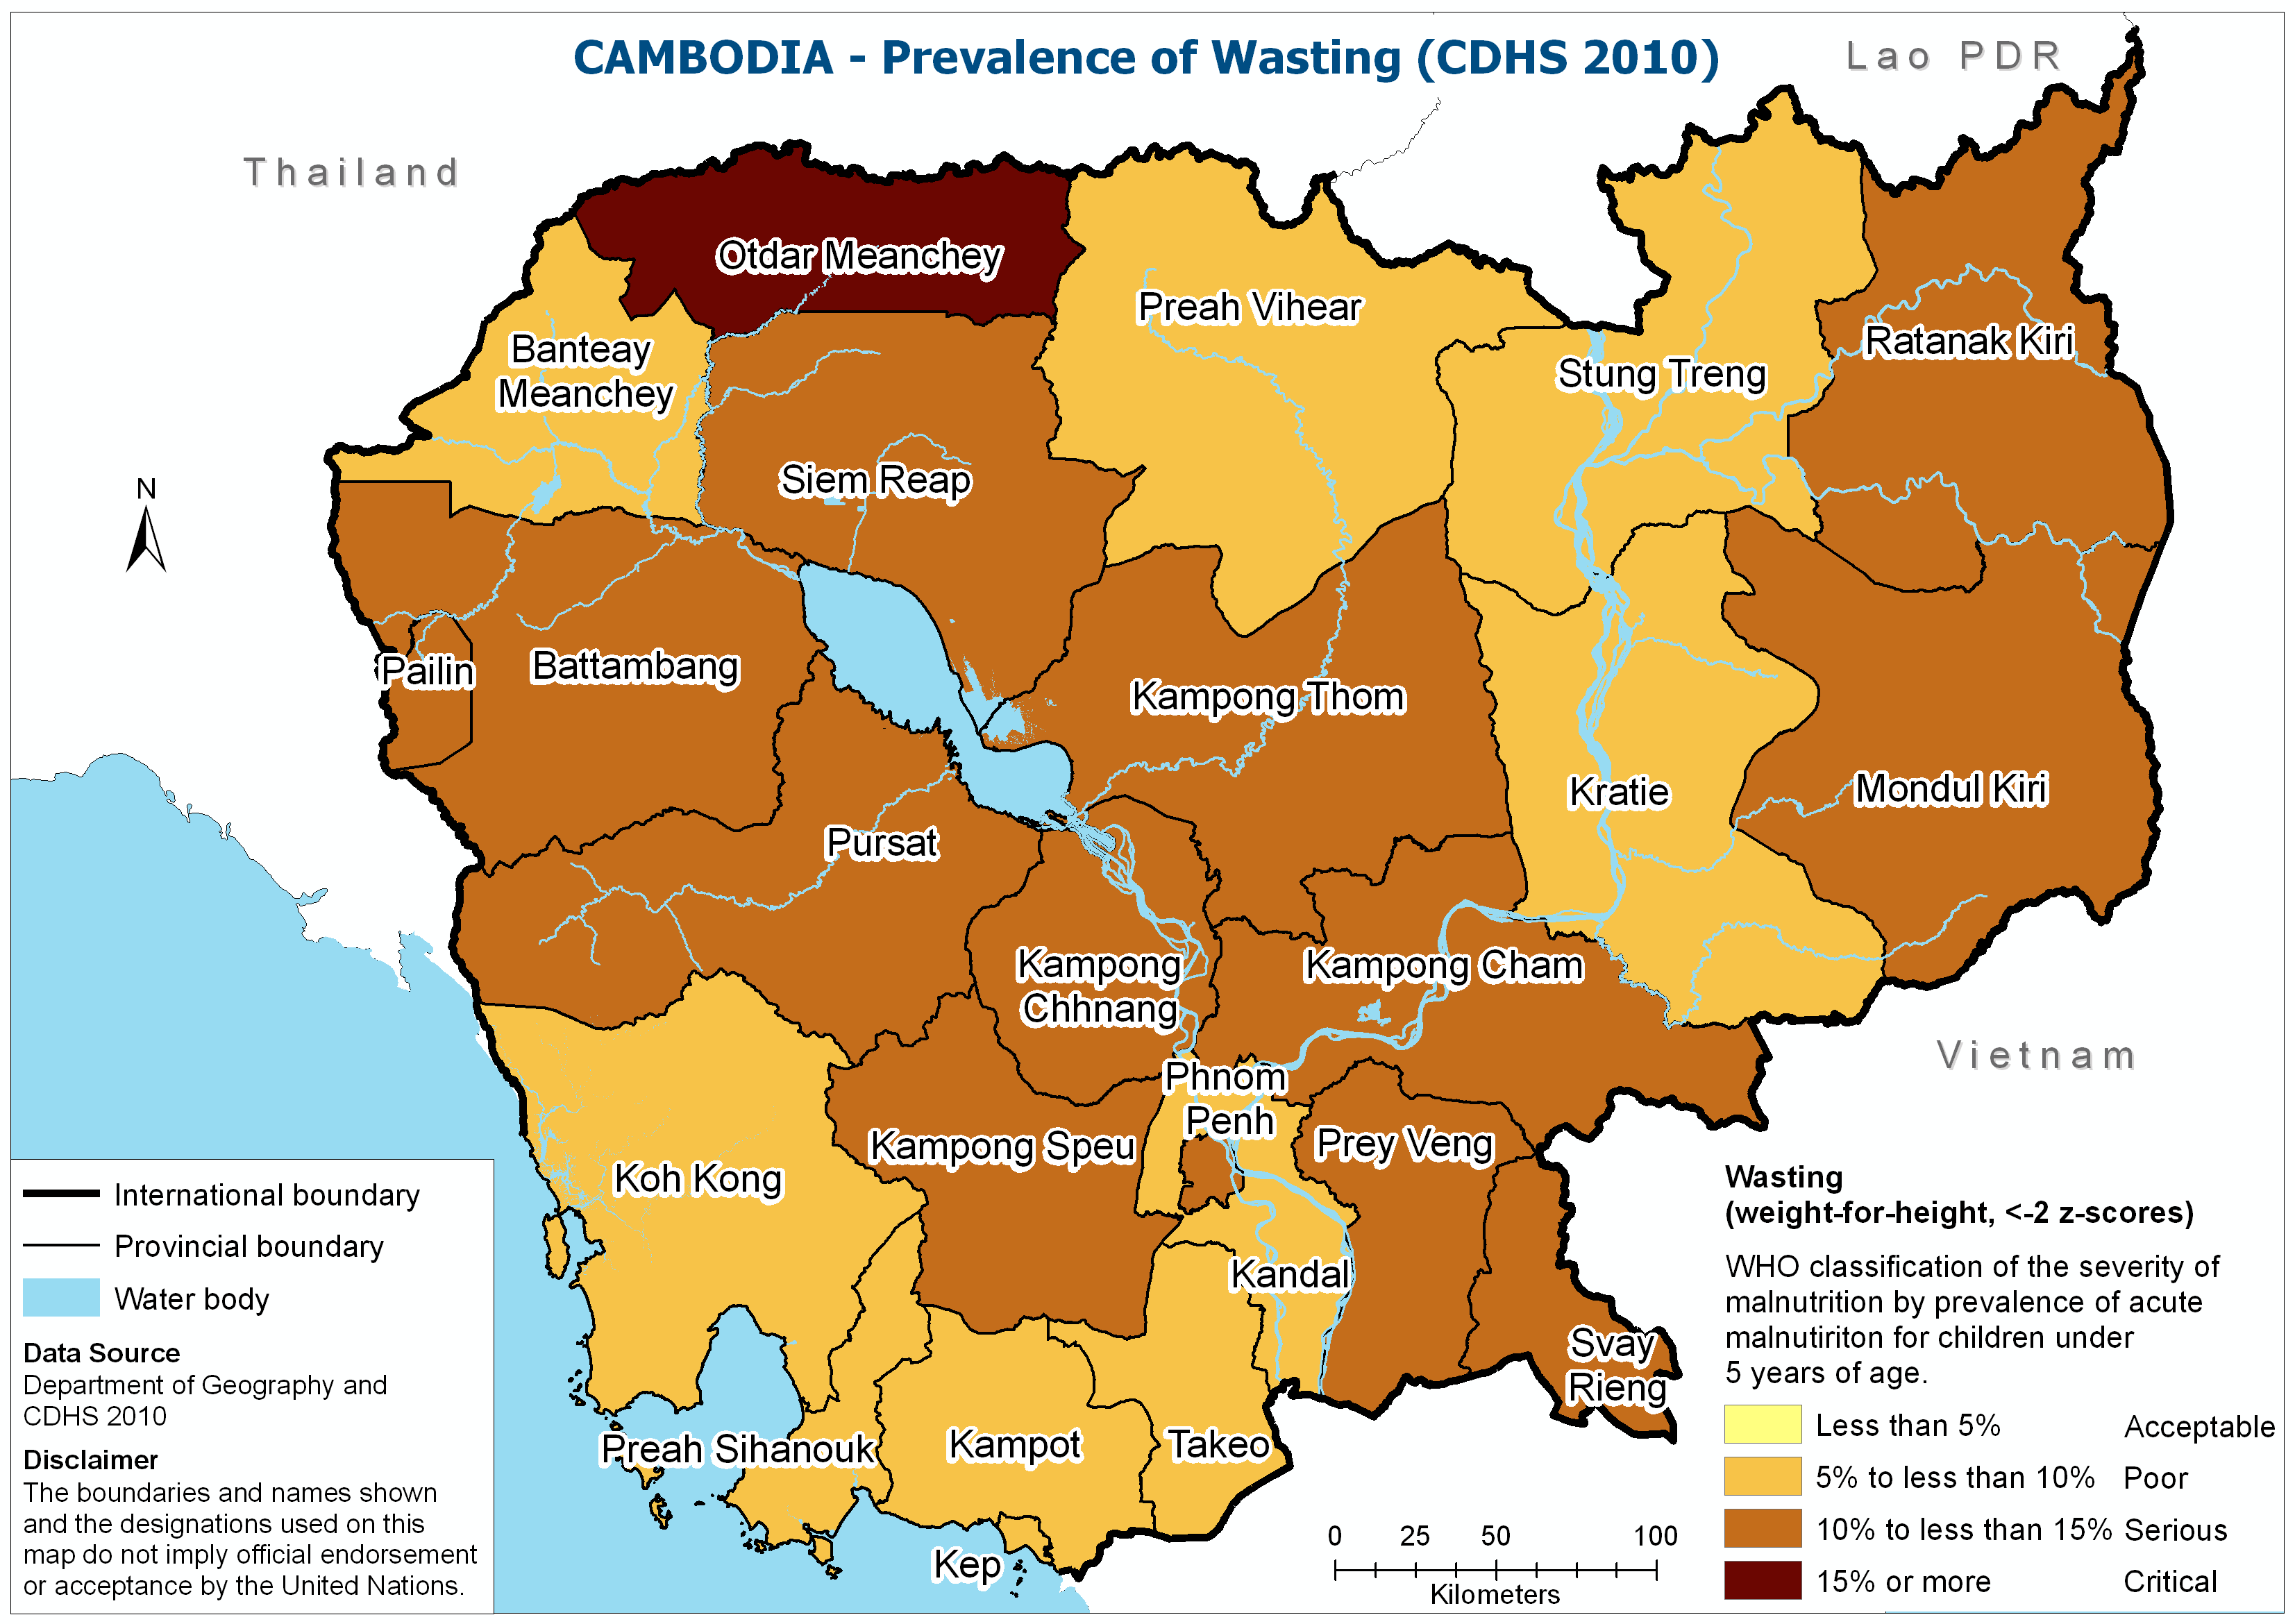 CAMBODIA - Prevalence of Wasting (CDHS 2010)
Lao PDR
Thailand
Otdar Meanchey
Preah Vihear
Banteay
Meanchey
Stung Treng
Ratanak Kiri
Siem Reap
N
Pailin
Battambang
Kampong Thom
Kratie
Mondul Kiri
Pursat
Kampong
Chhnang
Kampong Cham
Vietnam
Phnom
Penh
Kampong Speu
Prey Veng
Koh Kong
Kandal
Svay
Rieng
Preah Sihanouk
Kampot
Takeo
Kep
International boundary
Provincial boundary
Water body
Data Source
Department of Geography and
CDHS 2010
Disclaimer
The boundaries and names shown
and the designations used on this
map do not imply official endorsement
or acceptance by the United Nations.
0 25 50 100
Kilometers
Wasting
(weight-for-height, <-2 z-scores)
WHO classification of the severity of
malnutrition by prevalence of acute
malnutiriton for children under
5 years of age.
Less than 5% Acceptable
5% to less than 10% Poor
10% to less than 15% Serious
15% or more Critical